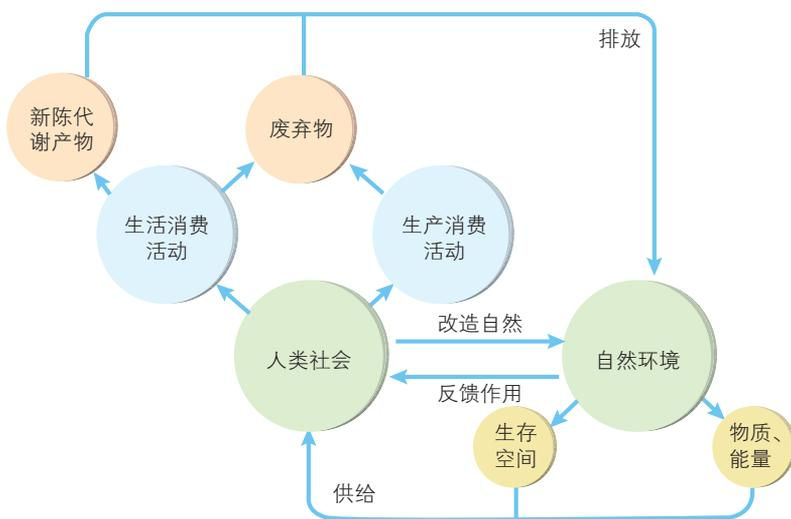 排放
新陈代
谢产物
废弃物
生活消费
活动
生产消费
活动
改造自然
人类社会
自然环境
反馈作用
生存
空间
物质、
能量
供给